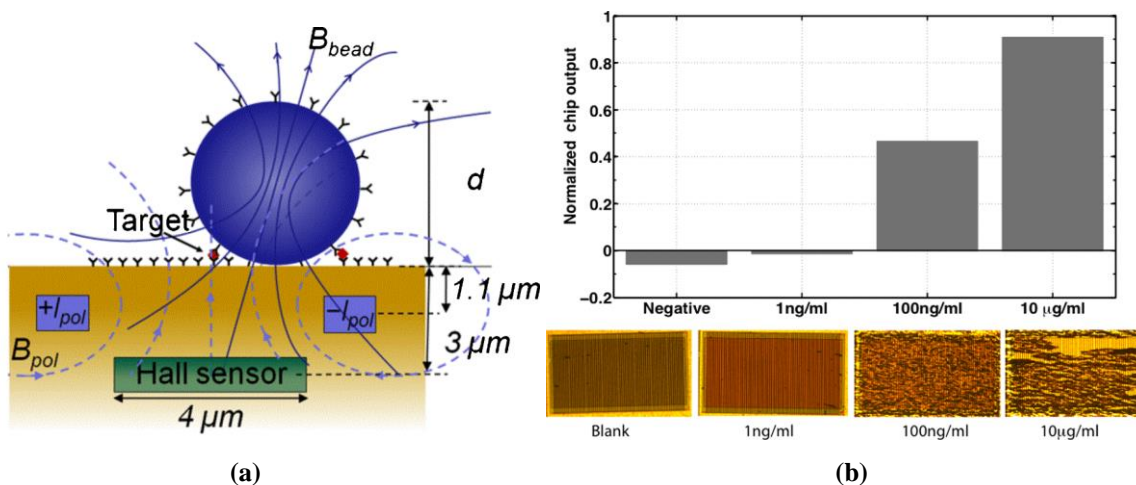 B_bead
d
Target
+I_pol
−I_pol
1.1 µm
3 µm
B_pol
Hall sensor
4 µm
(a)
Normalized chip output
1
0.8
0.6
0.4
0.2
0
−0.2
Negative
1ng/ml
100ng/ml
10 µg/ml
Blank
1ng/ml
100ng/ml
10µg/ml
(b)